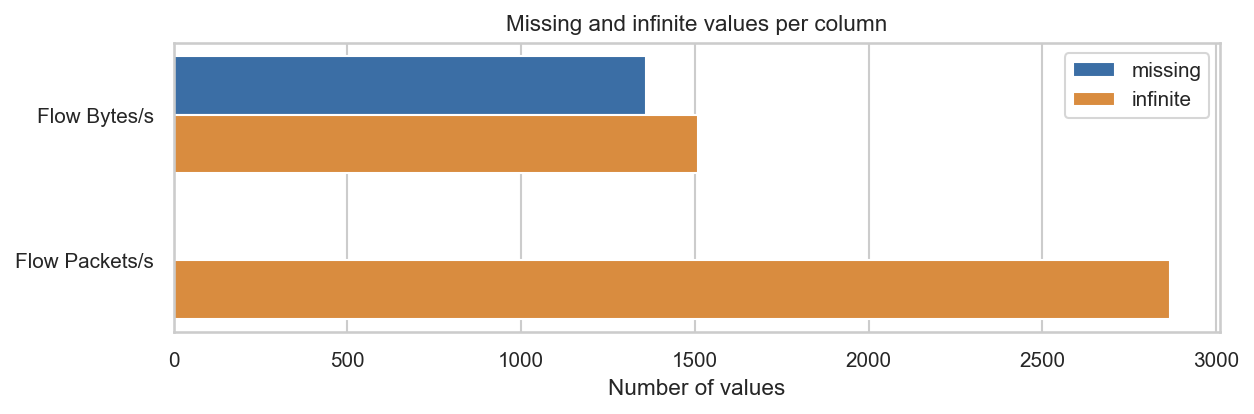 Missing and infinite values per column
missing
infinite
Flow Bytes/s
Flow Packets/s
0 500 1000 1500 2000 2500 3000
Number of values